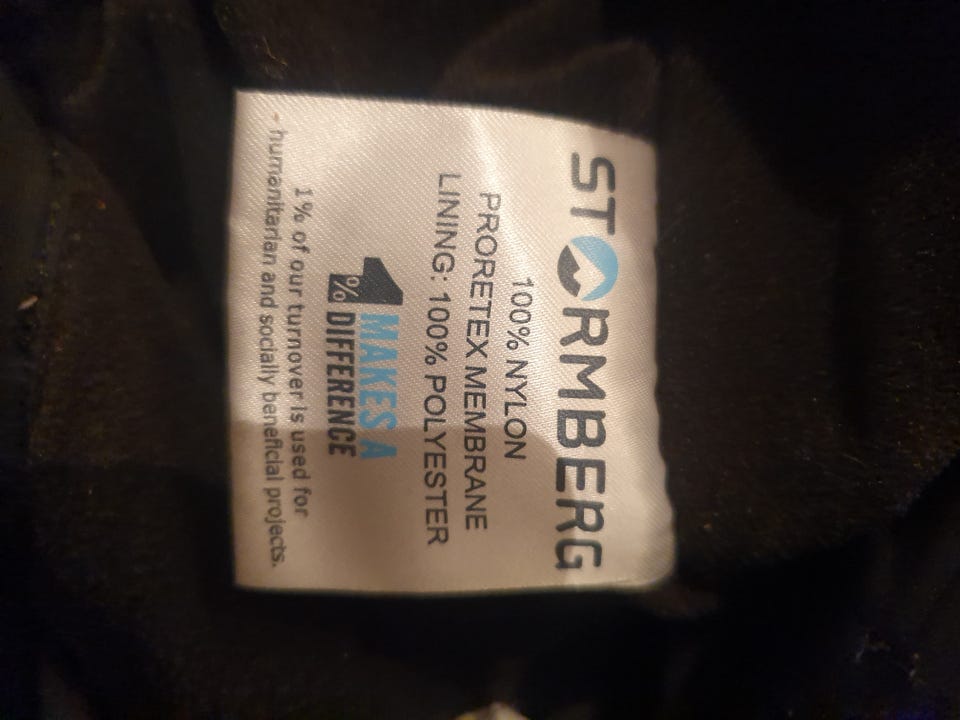 STORMBERG
100% NYLON
PRORETEX MEMBRANE
LINING: 100% POLYESTER
1% MAKES A
DIFFERENCE
1% of our turnover is used for
- humanitarian and socially beneficial projects.